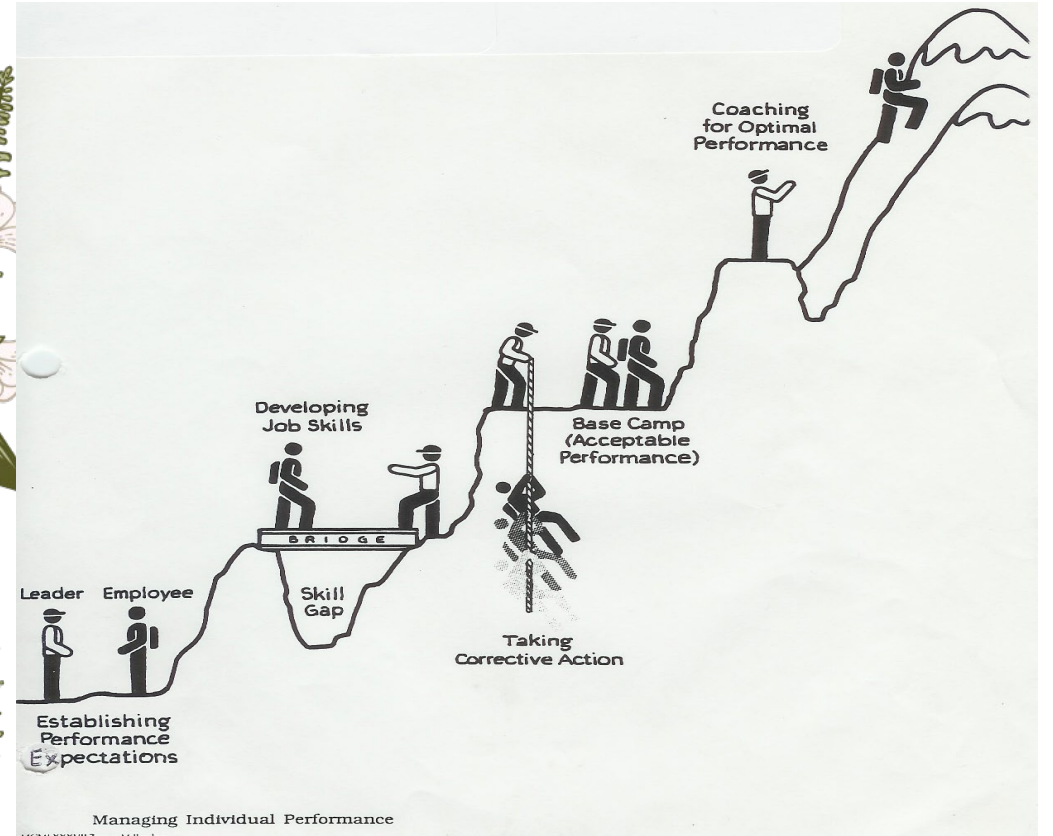 Coaching
for Optimal
Performance
Developing
Job Skills
Base Camp
(Acceptable
Performance)
BRIDGE
Leader Employee
Skill
Gap
Taking
Corrective Action
Establishing
Performance
Expectations
Managing Individual Performance